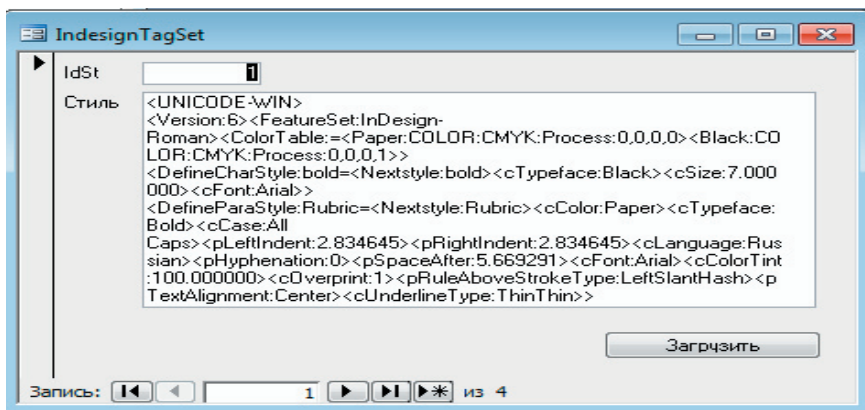 IndesignTagSet
IdSt 1
Стиль <UNICODE-WIN>
<Version:6><FeatureSet:InDesign-
Roman><ColorTable:=<Paper:COLOR:CMYK:Process:0,0,0,0><Black:CO
LOR:CMYK:Process:0,0,0,1>>
<DefineCharStyle:bold=<Nextstyle:bold><cTypeface:Black><cSize:7.000
000><cFont:Arial>>
<DefineParaStyle:Rubric=<Nextstyle:Rubric><cColor:Paper><cTypeface:
Bold><cCase:All
Caps><pLeftIndent:2.834645><pRightIndent:2.834645><cLanguage:Rus
sian><pHyphenation:0><pSpaceAfter:5.669291><cFont:Arial><cColorTint
:100.000000><cOverprint:1><pRuleAboveStrokeType:LeftSlantHash><p
TextAlignment:Center><cUnderlineType:ThinThin>>
Загрузить
Запись: 1 из 4